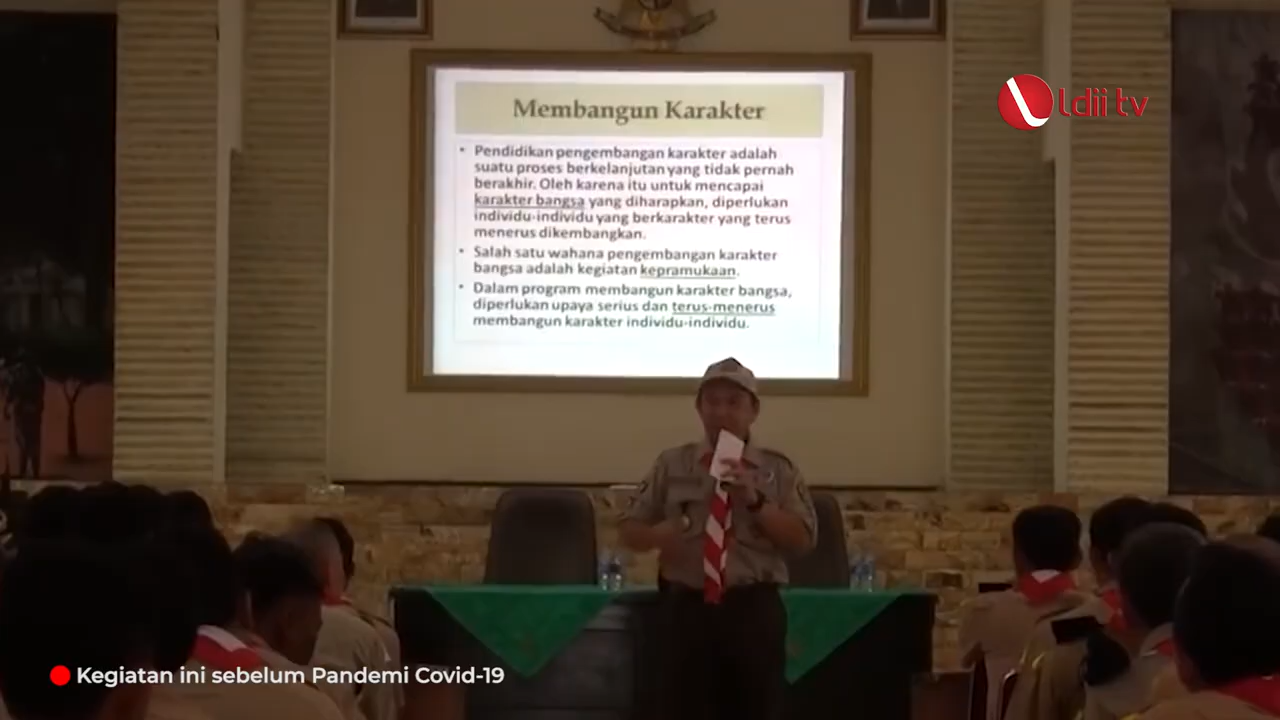 ldii tv
Membangun Karakter
• Pendidikan pengembangan karakter adalah
suatu proses berkelanjutan yang tidak pernah
berakhir. Oleh karena itu untuk mencapai
karakter bangsa yang diharapkan, diperlukan
individu-individu yang berkarakter yang terus
menerus dikembangkan.
• Salah satu wahana pengembangan karakter
bangsa adalah kegiatan kepramukaan.
• Dalam program membangun karakter bangsa,
diperlukan upaya serius dan terus-menerus
membangun karakter individu-individu.
Kegiatan ini sebelum Pandemi Covid-19